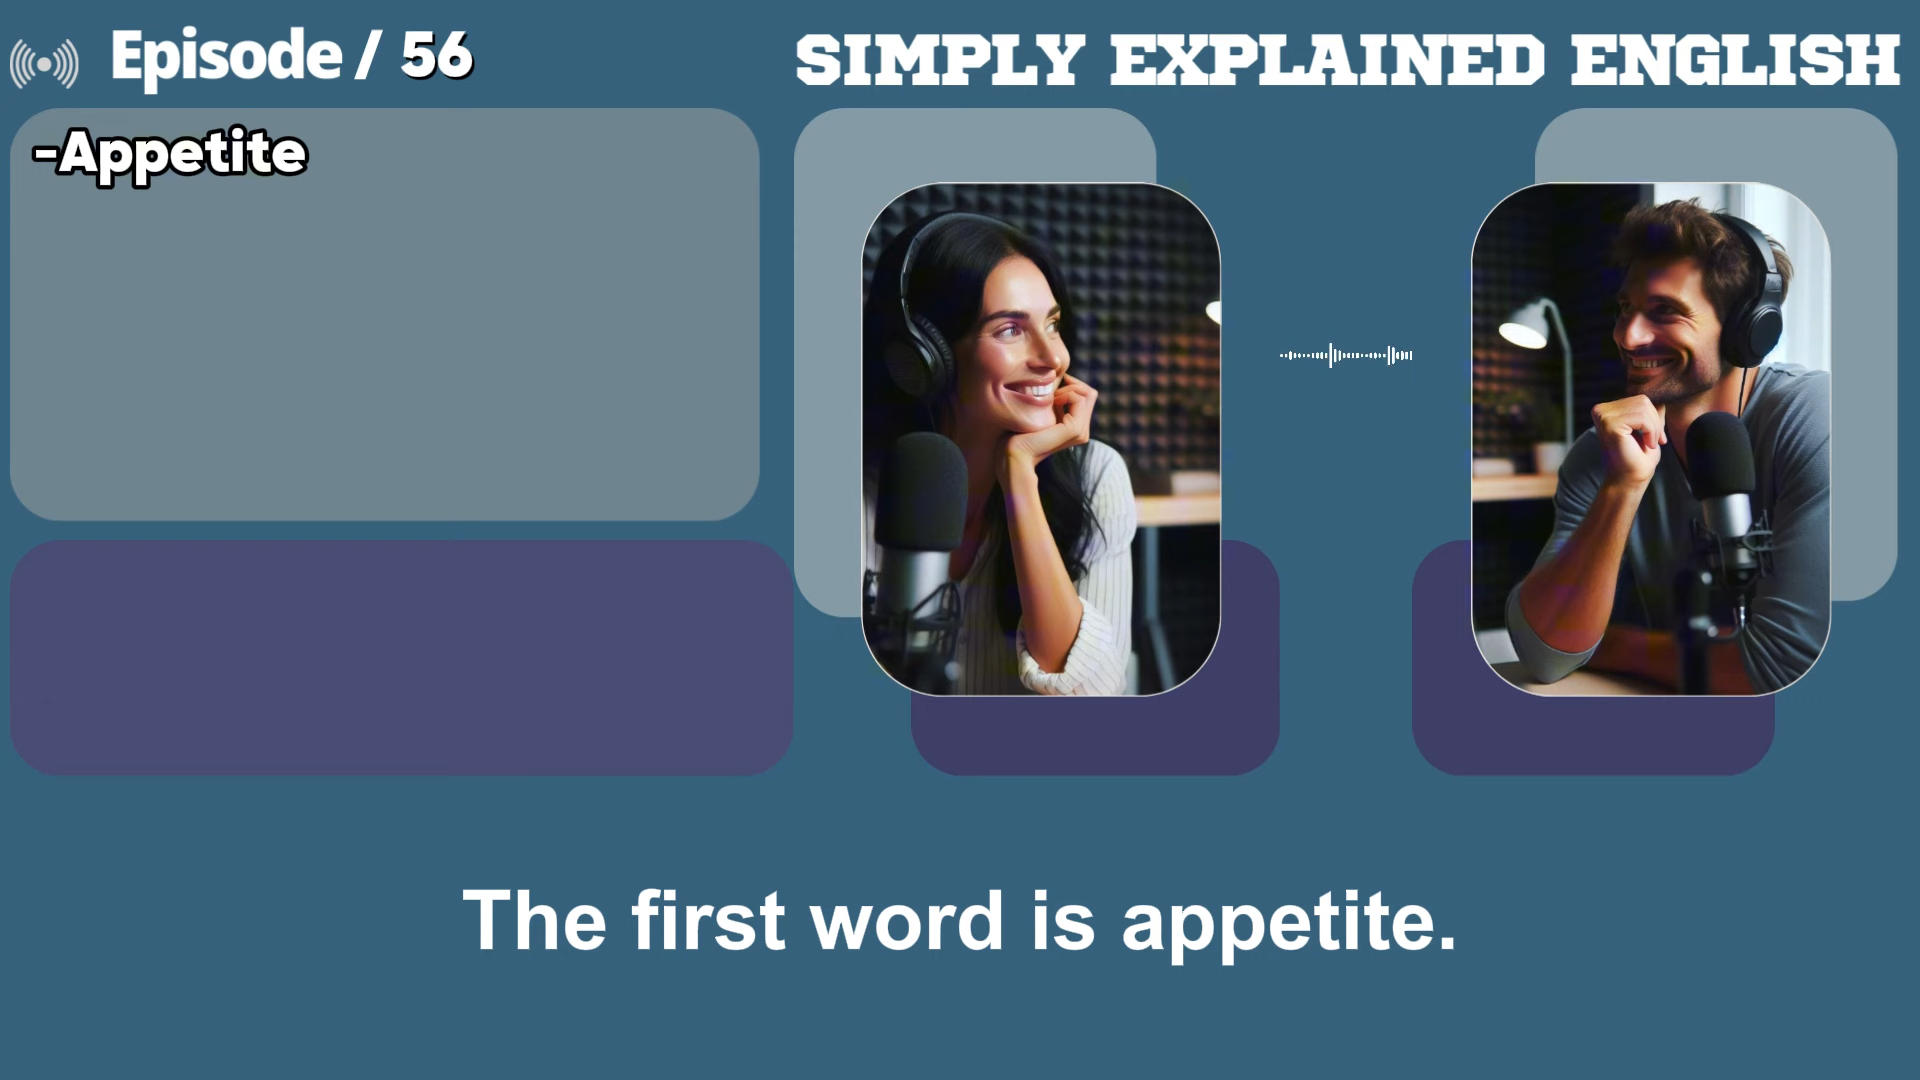 Episode / 56
SIMPLY EXPLAINED ENGLISH
-Appetite
The first word is appetite.